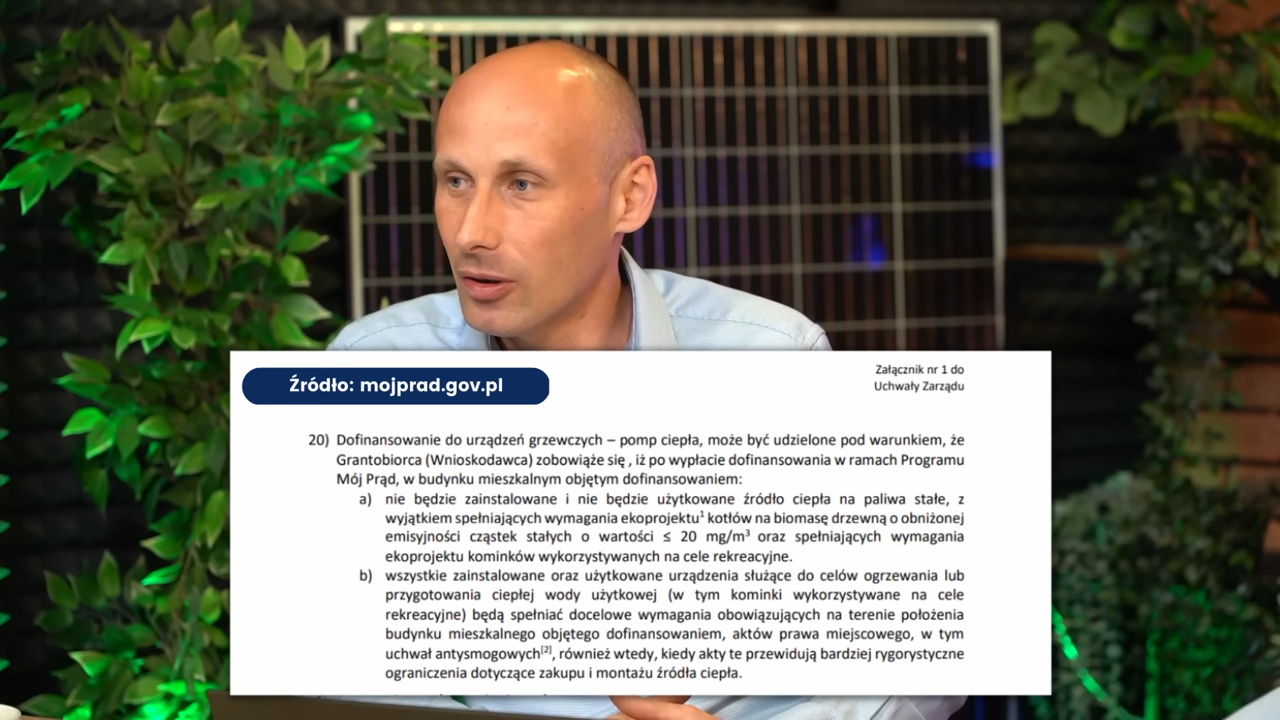 Źródło: mojprad.gov.pl
Załącznik nr 1 do
Uchwały Zarządu
20) Dofinansowanie do urządzeń grzewczych – pomp ciepła, może być udzielone pod warunkiem, że
Grantobiorca (Wnioskodawca) zobowiąże się , iż po wypłacie dofinansowania w ramach Programu
Mój Prąd, w budynku mieszkalnym objętym dofinansowaniem:
a) nie będzie zainstalowane i nie będzie użytkowane źródło ciepła na paliwa stałe, z
wyjątkiem spełniających wymagania ekoprojektu¹ kotłów na biomasę drzewną o obniżonej
emisyjności cząstek stałych o wartości ≤ 20 mg/m³ oraz spełniających wymagania
ekoprojektu kominków wykorzystywanych na cele rekreacyjne.
b) wszystkie zainstalowane oraz użytkowane urządzenia służące do celów ogrzewania lub
przygotowania ciepłej wody użytkowej (w tym kominki wykorzystywane na cele
rekreacyjne) będą spełniać docelowe wymagania obowiązujących na terenie położenia
budynku mieszkalnego objętego dofinansowaniem, aktów prawa miejscowego, w tym
uchwał antysmogowych[2], również wtedy, kiedy akty te przewidują bardziej rygorystyczne
ograniczenia dotyczące zakupu i montażu źródła ciepła.